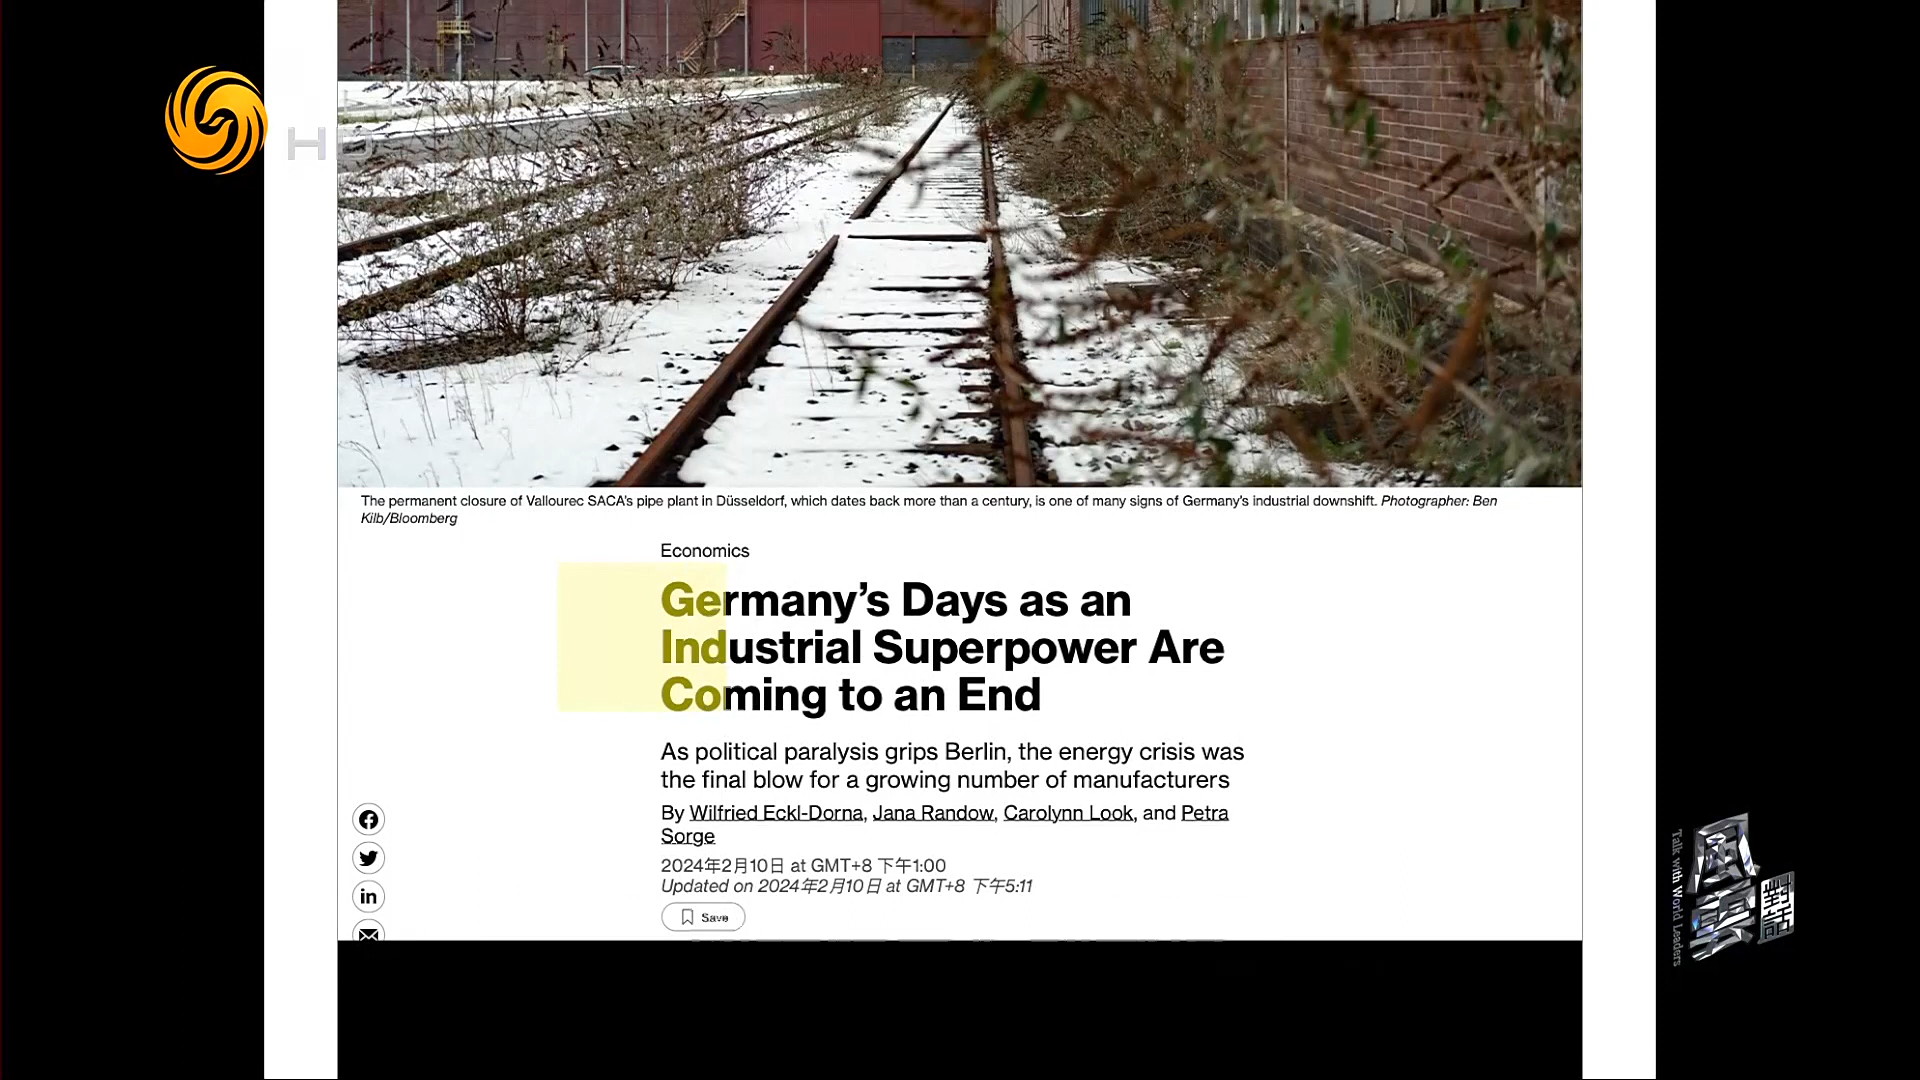 HD
The permanent closure of Vallourec SACA's pipe plant in Düsseldorf, which dates back more than a century, is one of many signs of Germany's industrial downshift. Photographer: Ben
Kilb/Bloomberg
Economics
Germany’s Days as an
Industrial Superpower Are
Coming to an End
As political paralysis grips Berlin, the energy crisis was
the final blow for a growing number of manufacturers
By Wilfried Eckl-Dorna, Jana Randow, Carolynn Look, and Petra
Sorge
2024年2月10日 at GMT+8 下午1:00
Updated on 2024年2月10日 at GMT+8 下午5:11
in
Save
風雲
對話
Talk with World Leaders